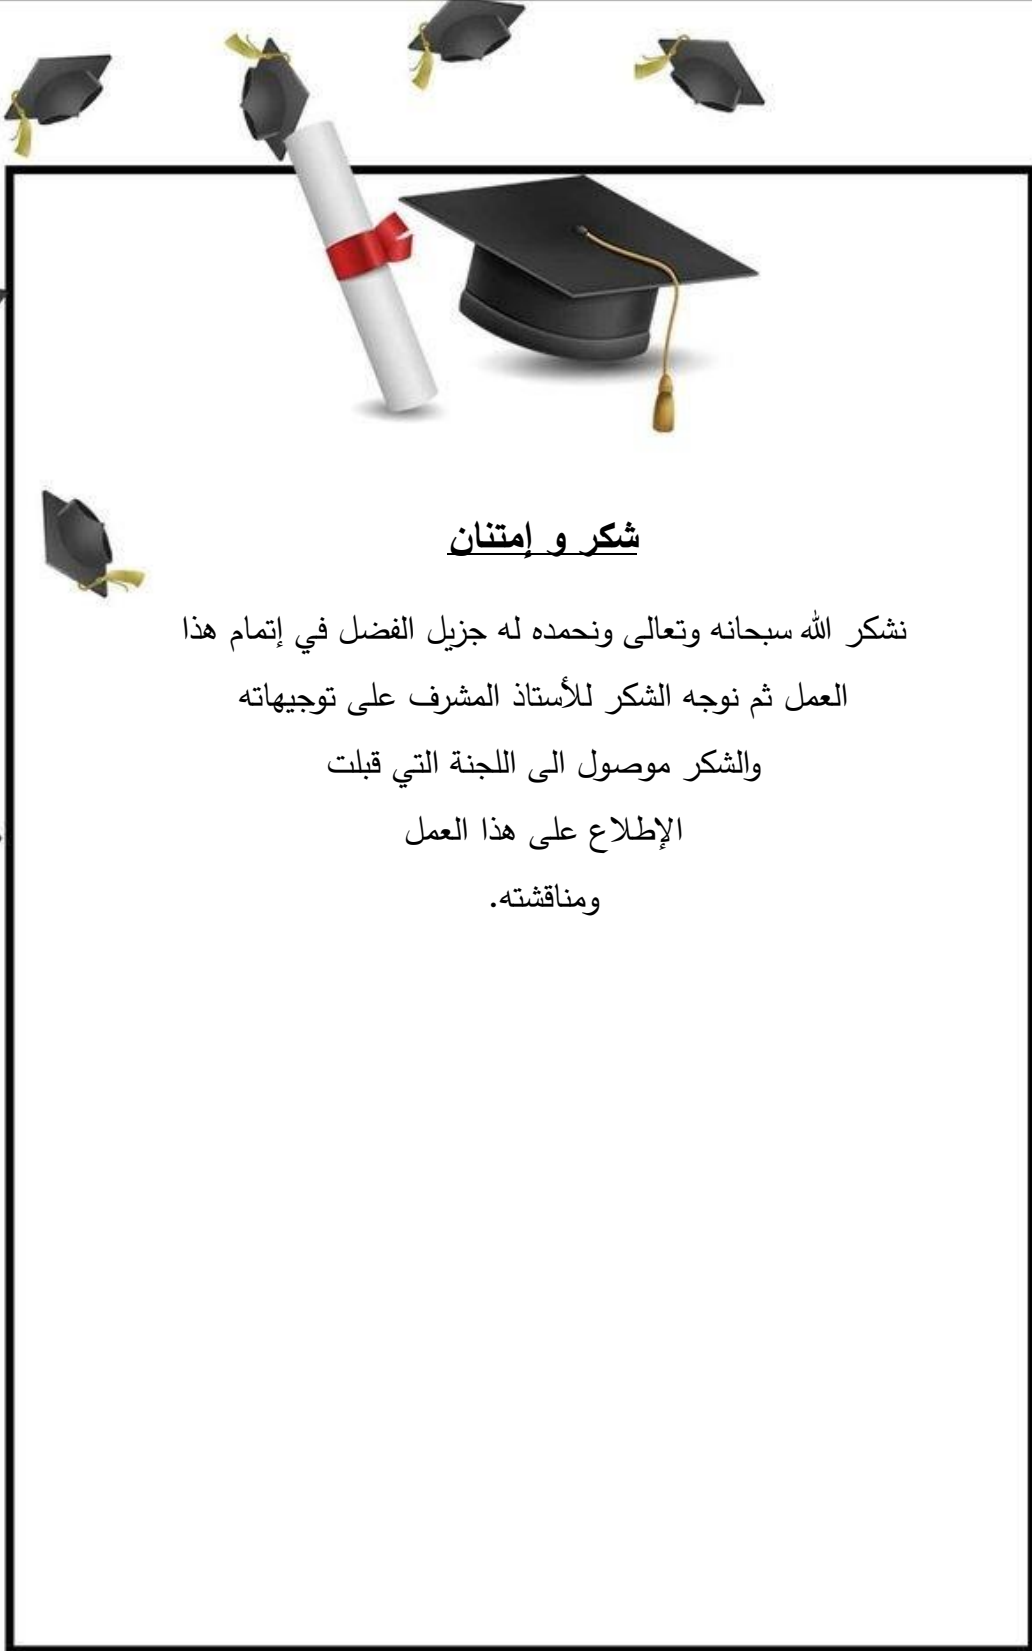 شكر و إمتنان
نشكر الله سبحانه وتعالى ونحمده له جزيل الفضل في إتمام هذا
العمل ثم نوجه الشكر للأستاذ المشرف على توجيهاته
والشكر موصول الى اللجنة التي قبلت
الإطلاع على هذا العمل
ومناقشته.